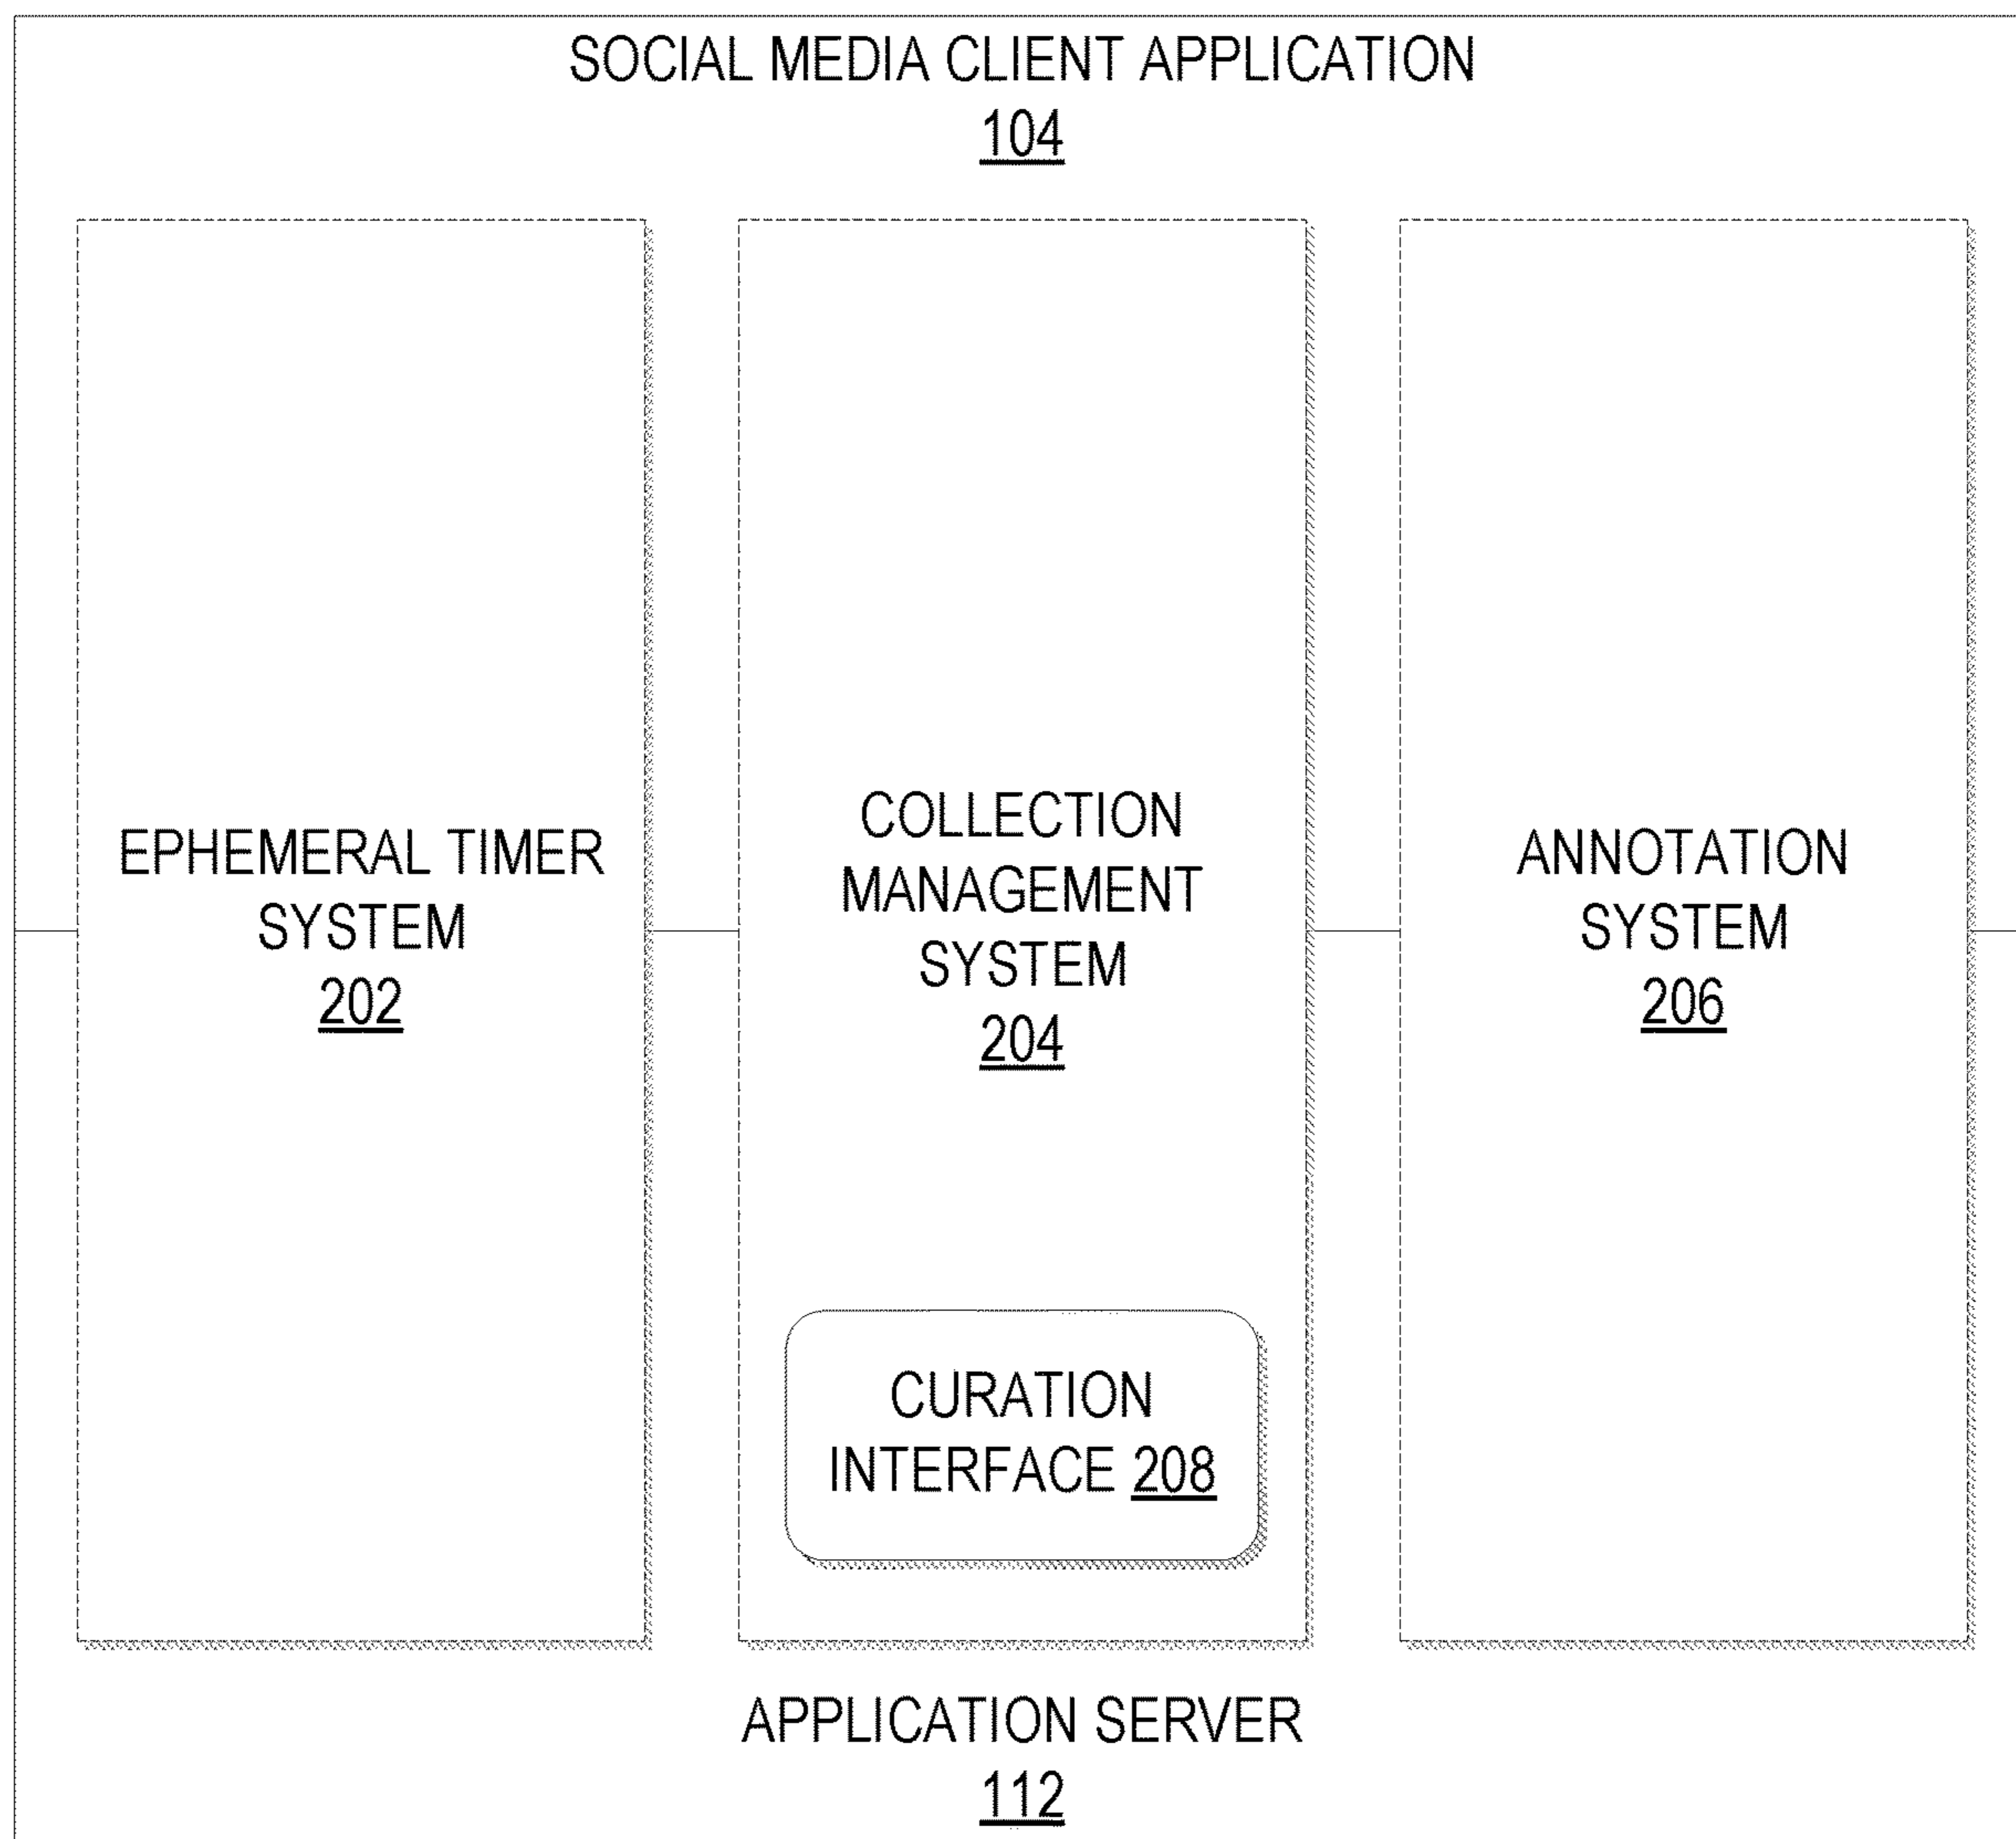 SOCIAL MEDIA CLIENT APPLICATION
104
EPHEMERAL TIMER
SYSTEM
202
COLLECTION
MANAGEMENT
SYSTEM
204
CURATION
INTERFACE 208
ANNOTATION
SYSTEM
206
APPLICATION SERVER
112